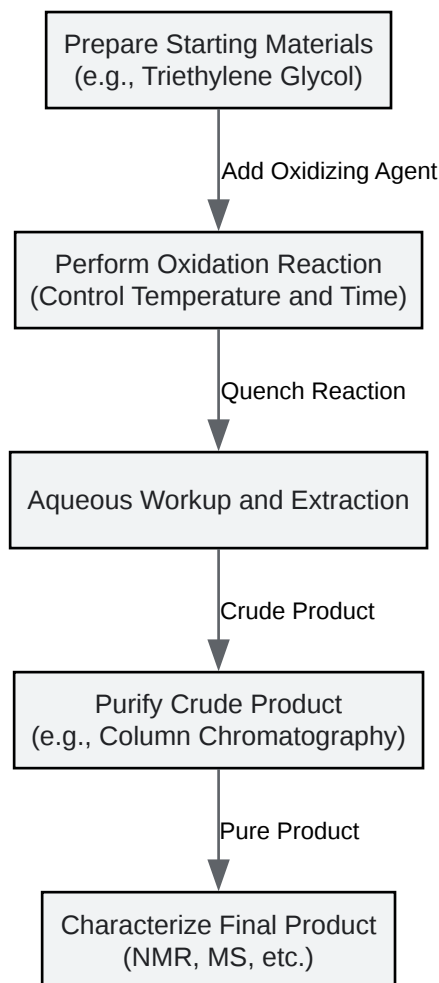 Prepare Starting Materials
(e.g., Triethylene Glycol)
Add Oxidizing Agent
Perform Oxidation Reaction
(Control Temperature and Time)
Quench Reaction
Aqueous Workup and Extraction
Crude Product
Purify Crude Product
(e.g., Column Chromatography)
Pure Product
Characterize Final Product
(NMR, MS, etc.)